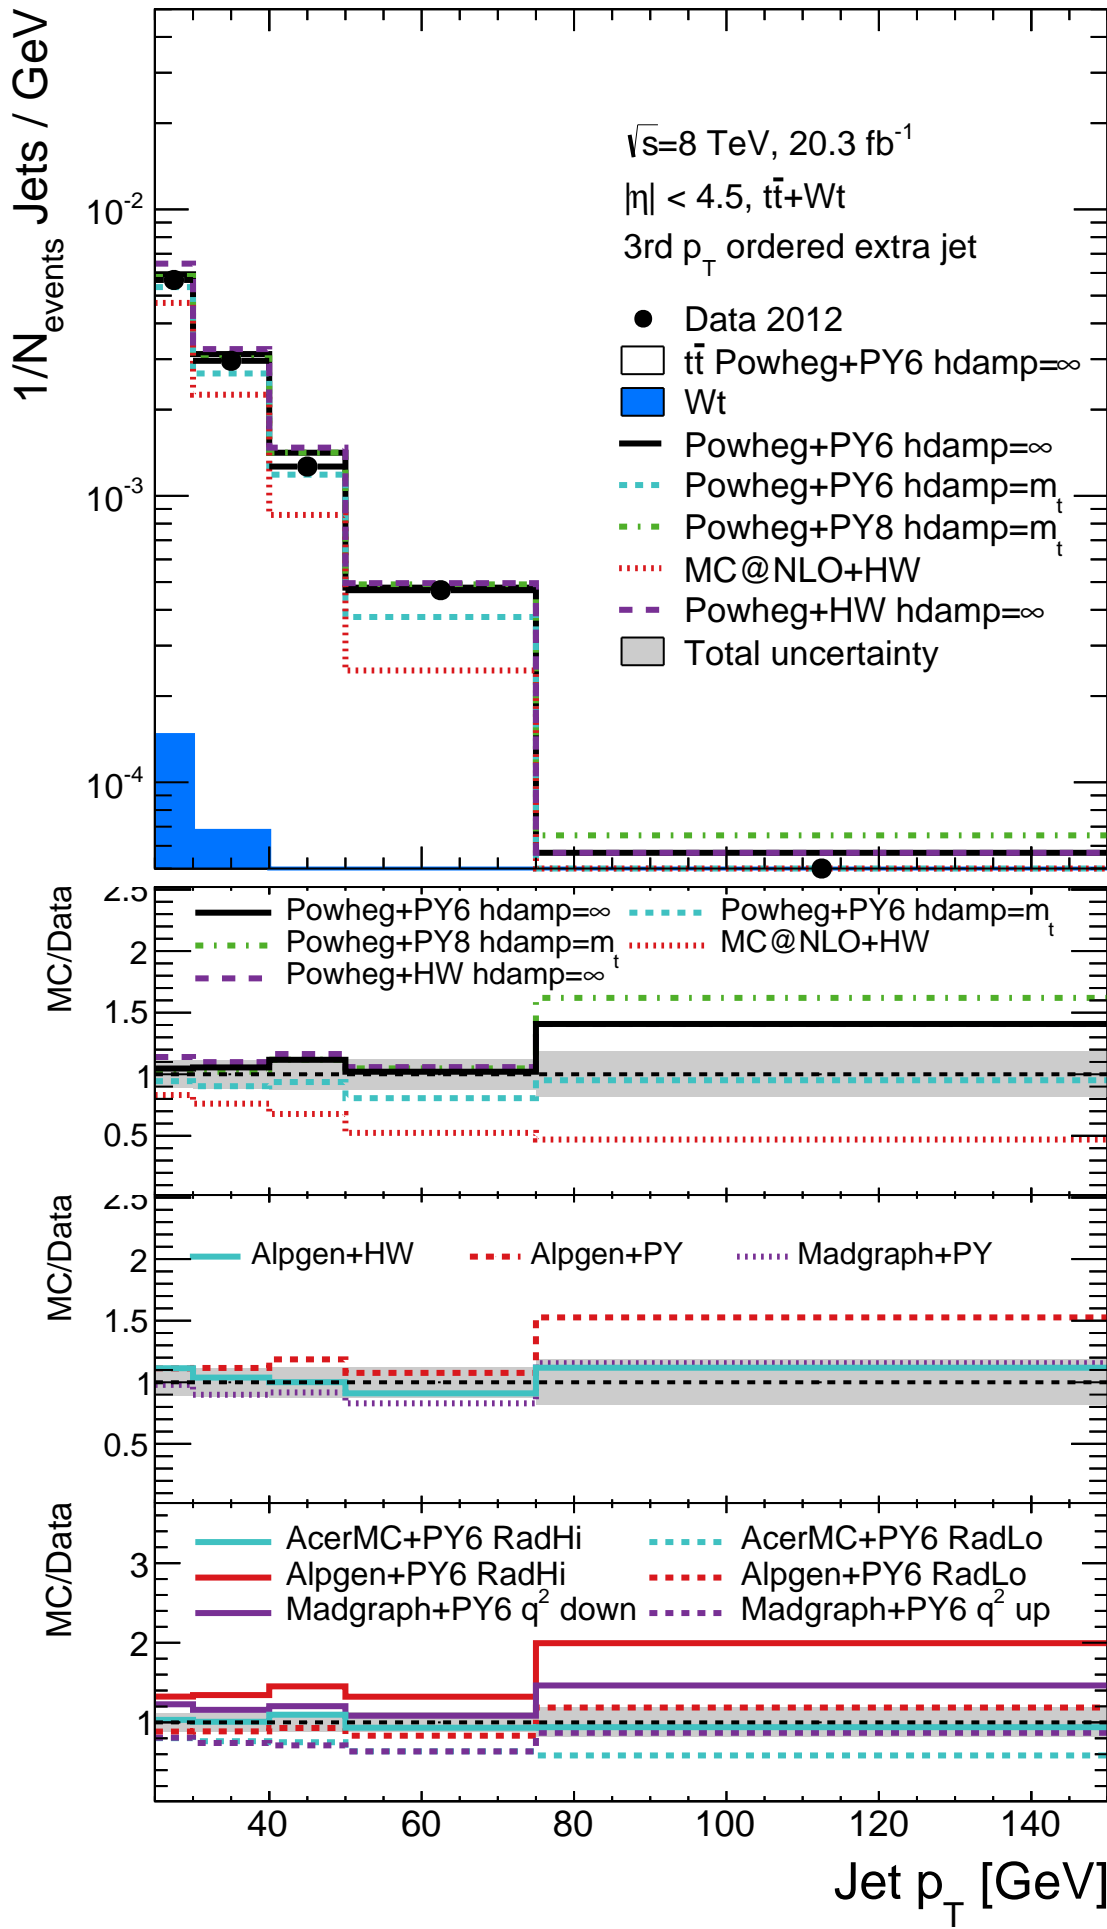 1/N_events Jets / GeV
√s=8 TeV, 20.3 fb⁻¹
|η| < 4.5, tt̄+Wt
3rd p_T ordered extra jet
Data 2012
tt̄ Powheg+PY6 hdamp=∞
Wt
Powheg+PY6 hdamp=∞
Powheg+PY6 hdamp=m_t
Powheg+PY8 hdamp=m_t
MC@NLO+HW
Powheg+HW hdamp=∞
Total uncertainty
10⁻²
10⁻³
10⁻⁴
MC/Data
2.5
2
1.5
1
0.5
Powheg+PY6 hdamp=∞ Powheg+PY6 hdamp=m_t
Powheg+PY8 hdamp=m_t MC@NLO+HW
Powheg+HW hdamp=∞
MC/Data
2.5
2
1.5
1
0.5
Alpgen+HW Alpgen+PY Madgraph+PY
MC/Data
3
2
1
AcerMC+PY6 RadHi AcerMC+PY6 RadLo
Alpgen+PY6 RadHi Alpgen+PY6 RadLo
Madgraph+PY6 q² down Madgraph+PY6 q² up
40 60 80 100 120 140
Jet p_T [GeV]